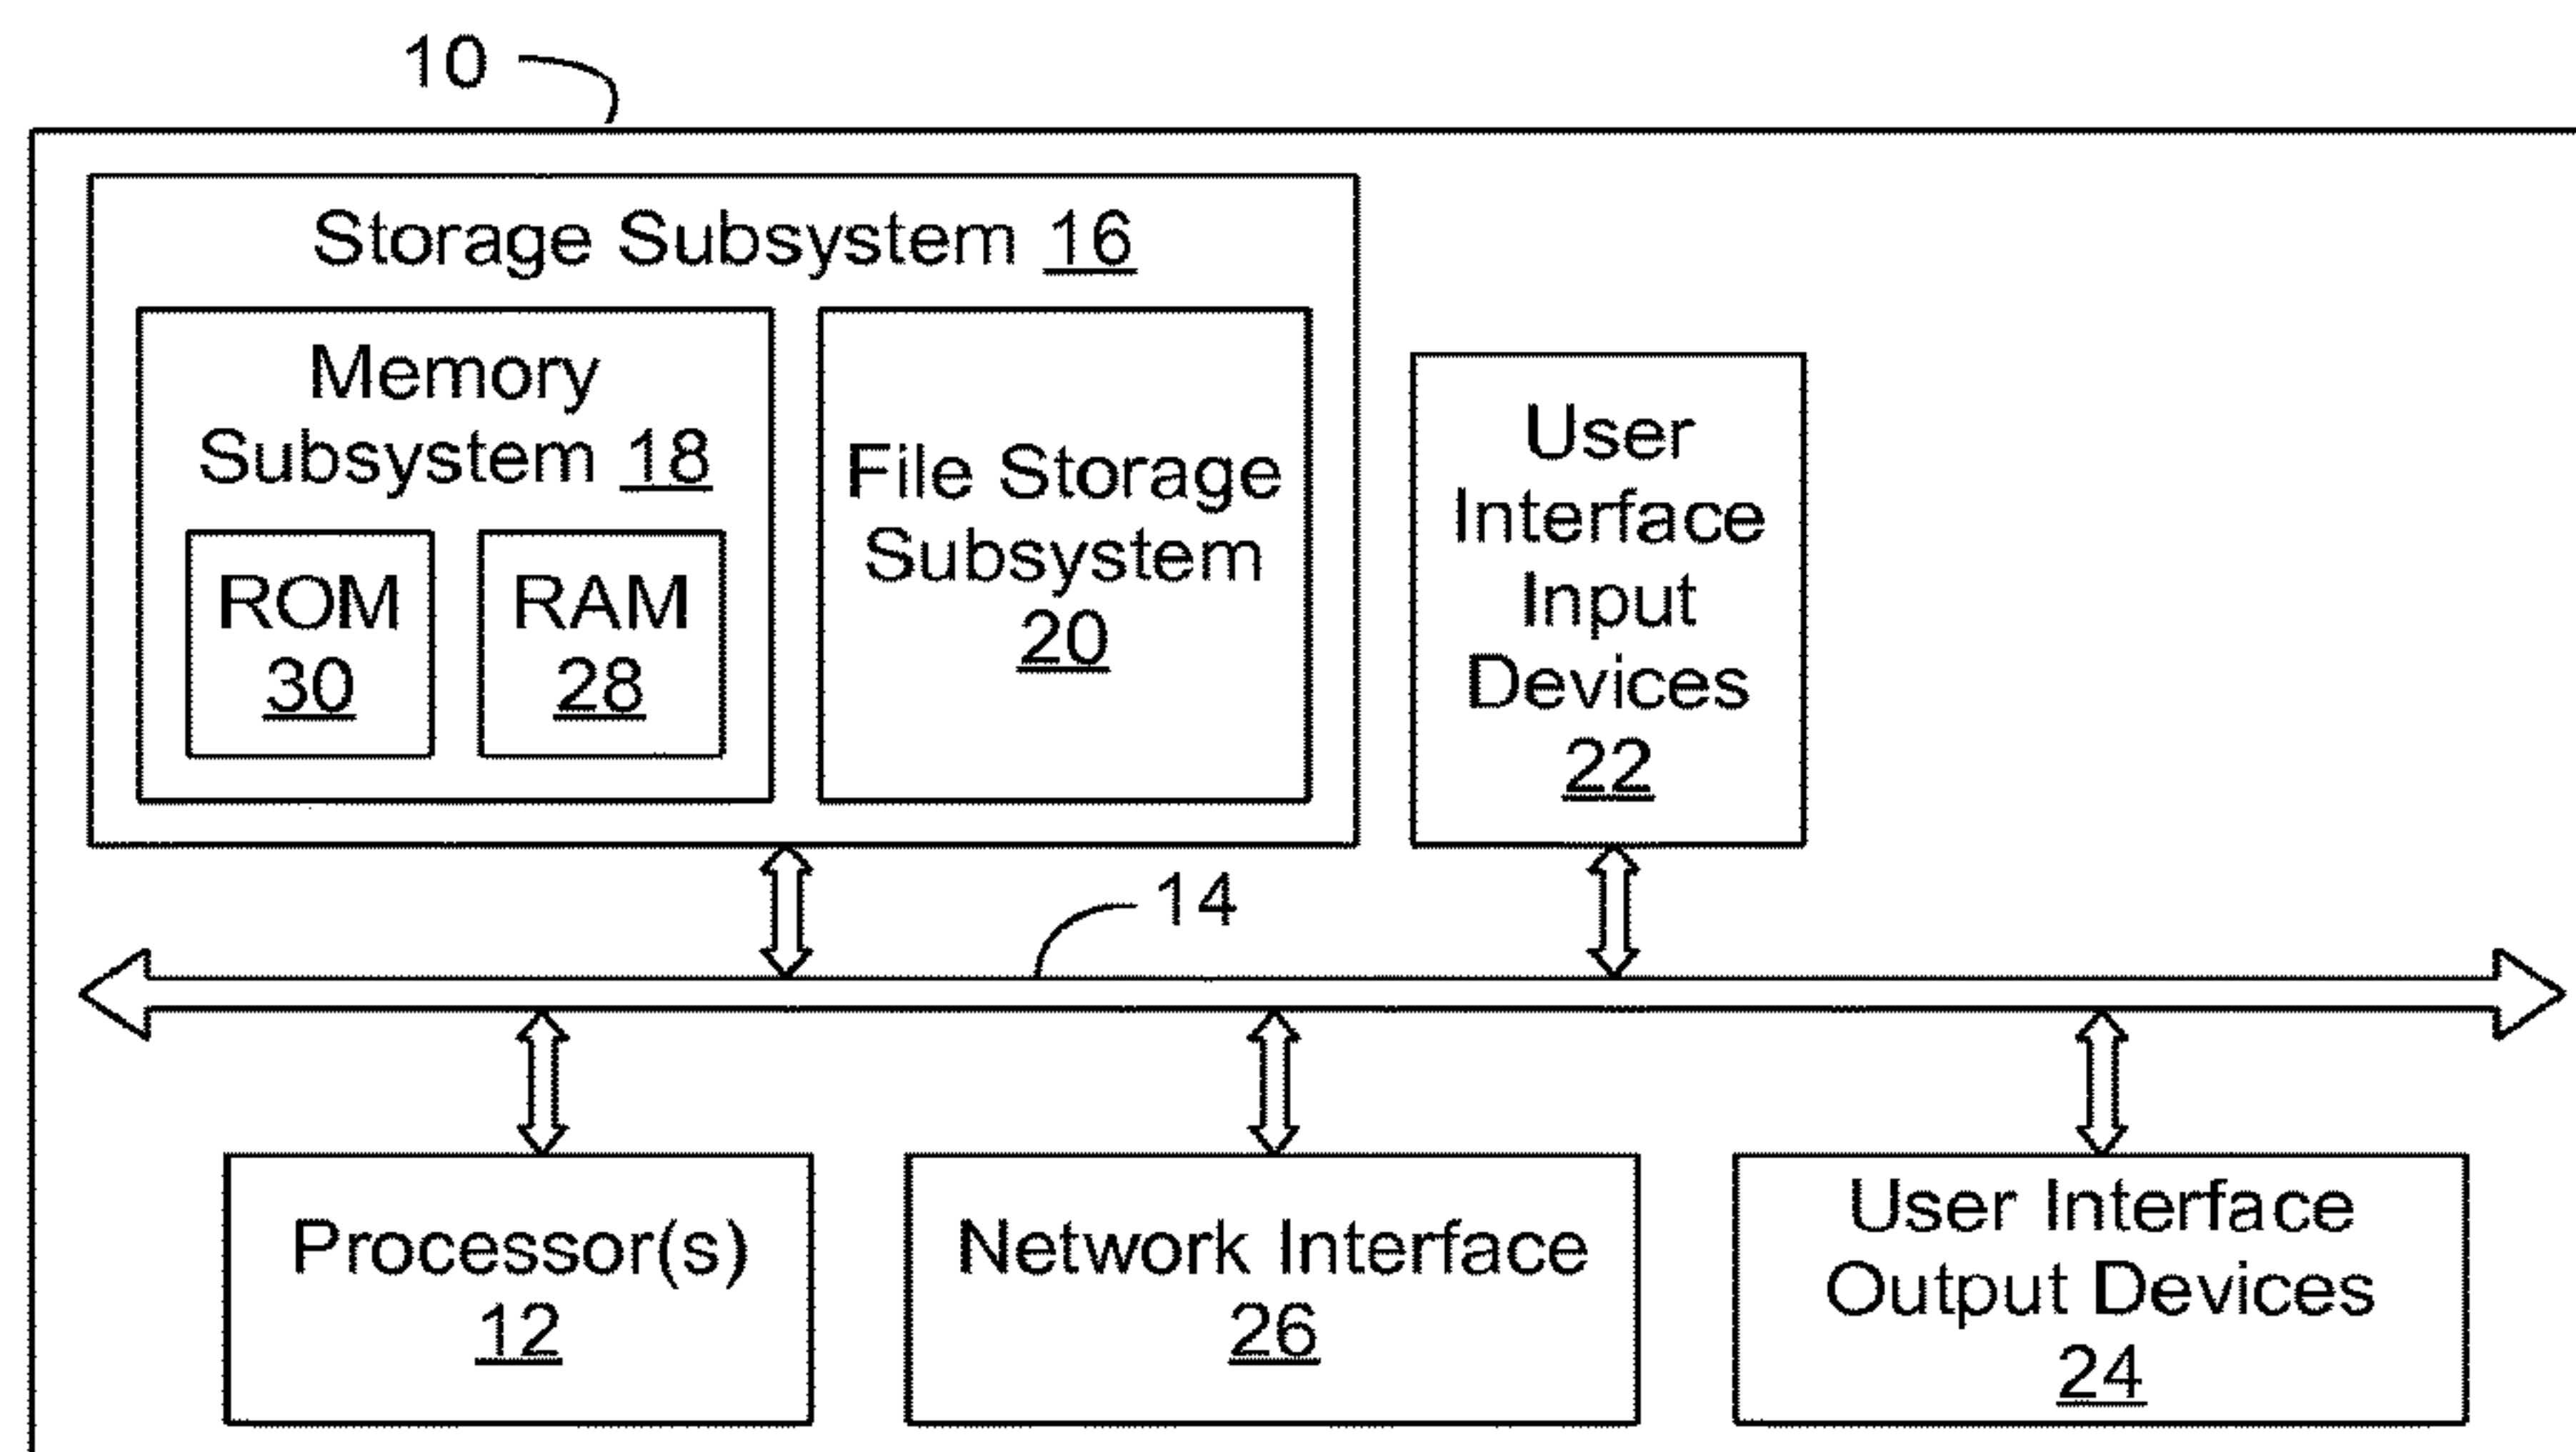 10
Storage Subsystem 16
Memory
Subsystem 18
ROM
30
RAM
28
File Storage
Subsystem
20
User
Interface
Input
Devices
22
14
Processor(s)
12
Network Interface
26
User Interface
Output Devices
24